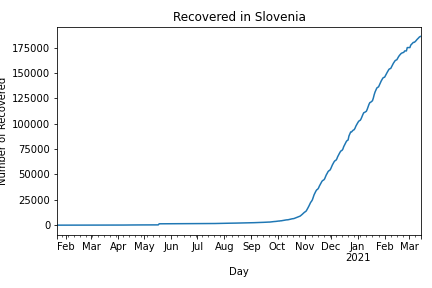 Recovered in Slovenia
Number of Recovered
175000
150000
125000
100000
75000
50000
25000
0
Feb Mar Apr May Jun Jul Aug Sep Oct Nov Dec Jan Feb Mar
2021
Day